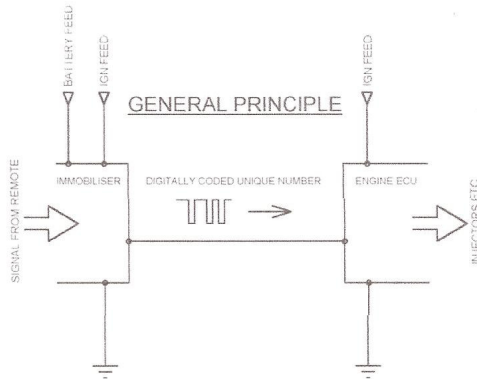 BATTERY FEED
IGN FEED
IGN FEED
GENERAL PRINCIPLE
IMMOBILISER
DIGITALLY CODED UNIQUE NUMBER
ENGINE ECU
SIGNAL FROM REMOTE
INJECTORS ETC